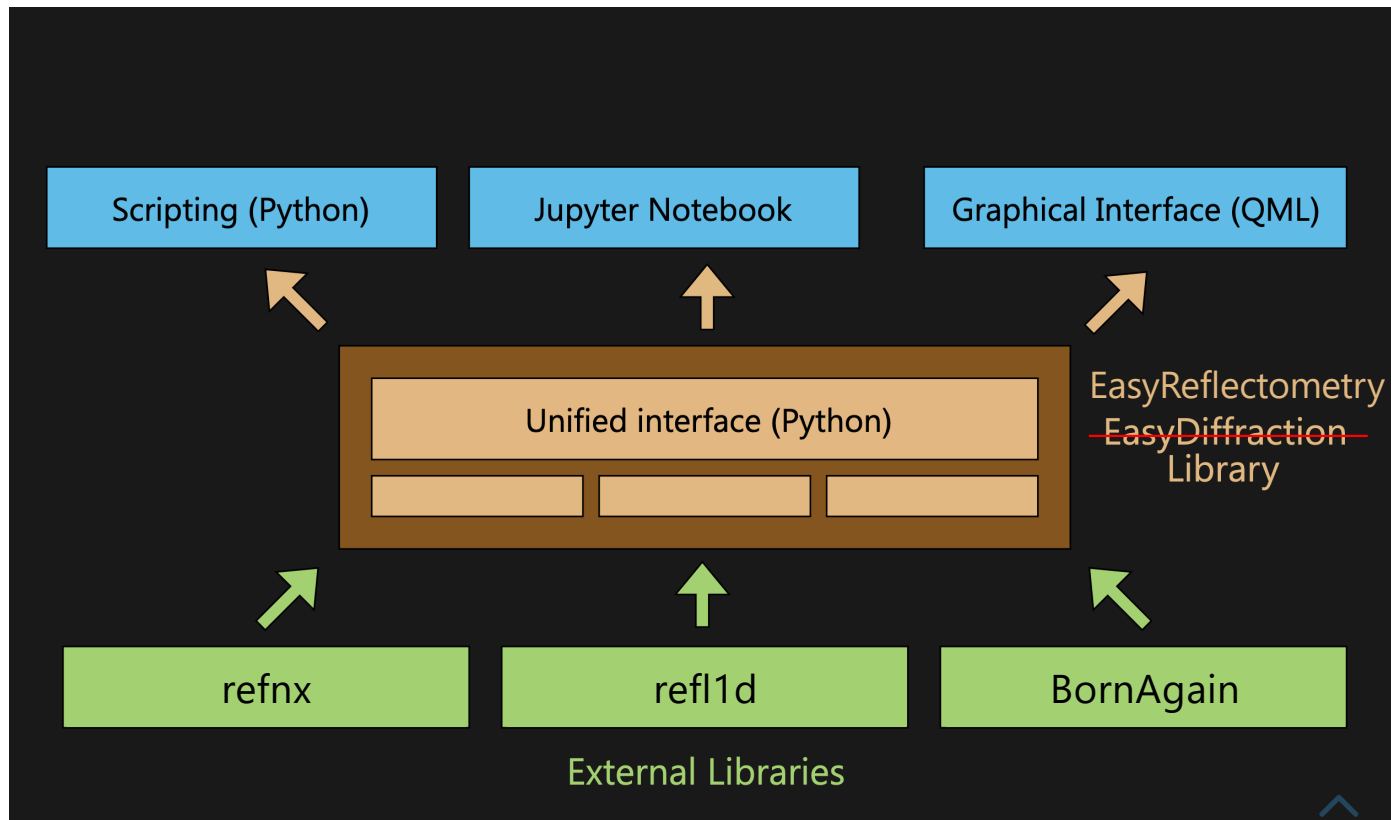 Scripting (Python)
Jupyter Notebook
Graphical Interface (QML)
Unified interface (Python)
EasyReflectometry
EasyDiffraction
Library
refnx
refl1d
BornAgain
External Libraries